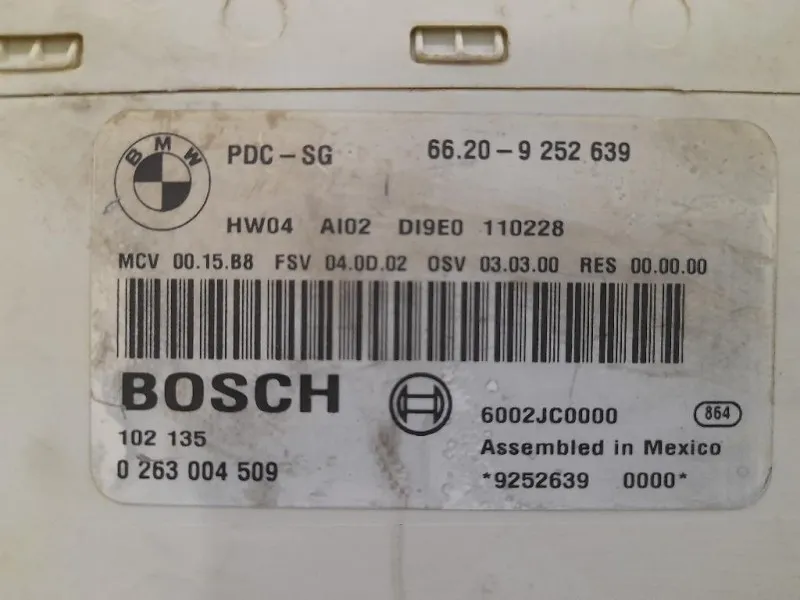 BMW PDC-SG 66.20-9 252 639
HW04 AI02 DI9E0 110228
MCV 00.15.B8 FSV 04.0D.02 OSV 03.03.00 RES 00.00.00
BOSCH
6002JC0000 864
102 135 Assembled in Mexico
0 263 004 509 *9252639 0000*